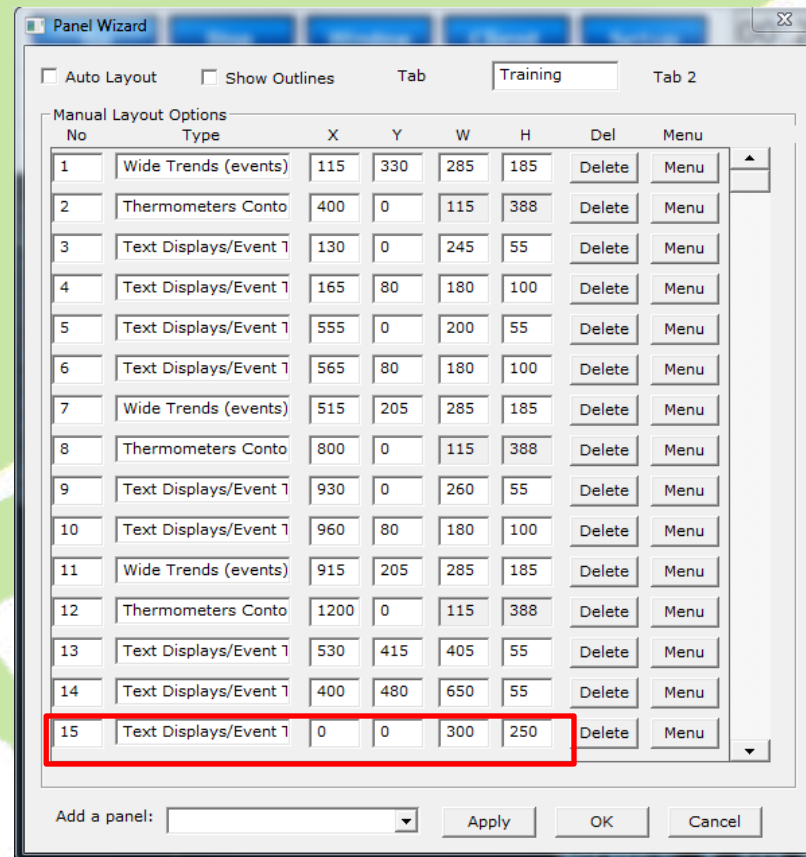 Panel Wizard
Auto Layout Show Outlines Tab Training Tab 2
Manual Layout Options
No Type X Y W H Del Menu
1 Wide Trends (events) 115 330 285 185 Delete Menu
2 Thermometers Conto 400 0 115 388 Delete Menu
3 Text Displays/Event T 130 0 245 55 Delete Menu
4 Text Displays/Event T 165 80 180 100 Delete Menu
5 Text Displays/Event T 555 0 200 55 Delete Menu
6 Text Displays/Event T 565 80 180 100 Delete Menu
7 Wide Trends (events) 515 205 285 185 Delete Menu
8 Thermometers Conto 800 0 115 388 Delete Menu
9 Text Displays/Event T 930 0 260 55 Delete Menu
10 Text Displays/Event T 960 80 180 100 Delete Menu
11 Wide Trends (events) 915 205 285 185 Delete Menu
12 Thermometers Conto 1200 0 115 388 Delete Menu
13 Text Displays/Event T 530 415 405 55 Delete Menu
14 Text Displays/Event T 400 480 650 55 Delete Menu
15 Text Displays/Event T 0 0 300 250 Delete Menu
Add a panel: Apply OK Cancel